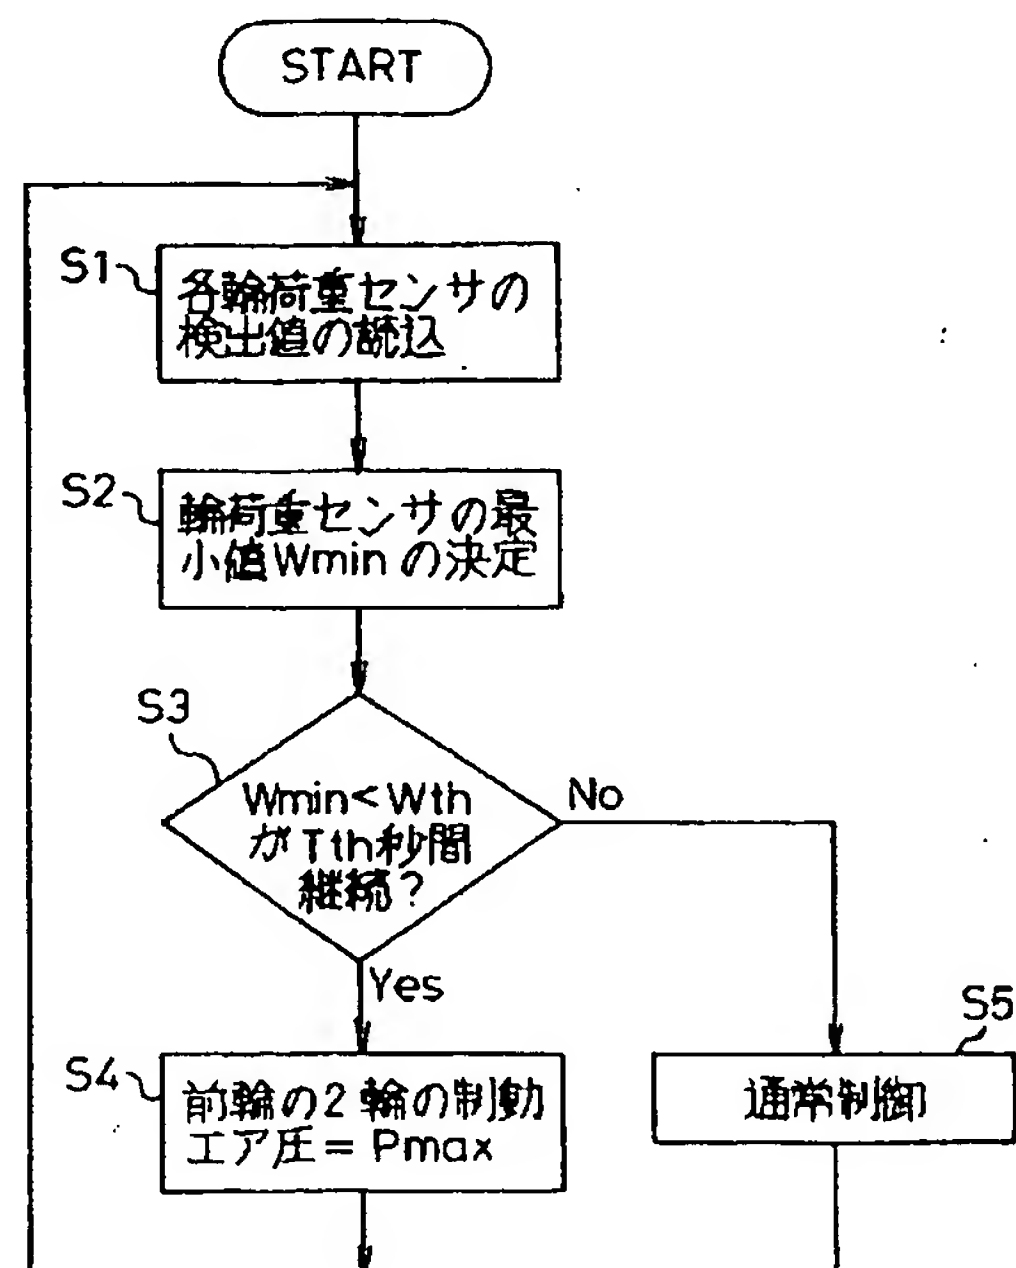 START
S1
各輪荷重センサの
検出値の読込
S2
輪荷重センサの最
小値Wminの決定
S3
Wmin<Wth
がTth秒間
継続?
No
Yes
S4
前輪の2輪の制動
エア圧=Pmax
S5
通常制御